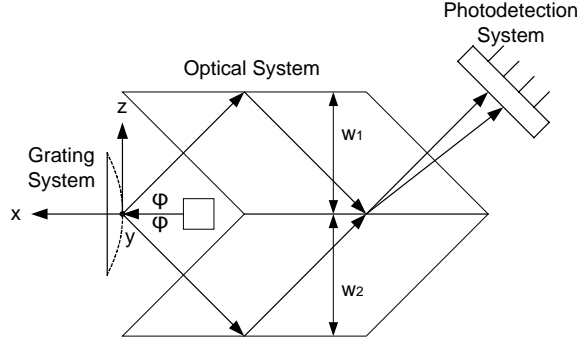 Photodetection
System
Optical System
z
w1
Grating
System
φ
x
φ
y
w2